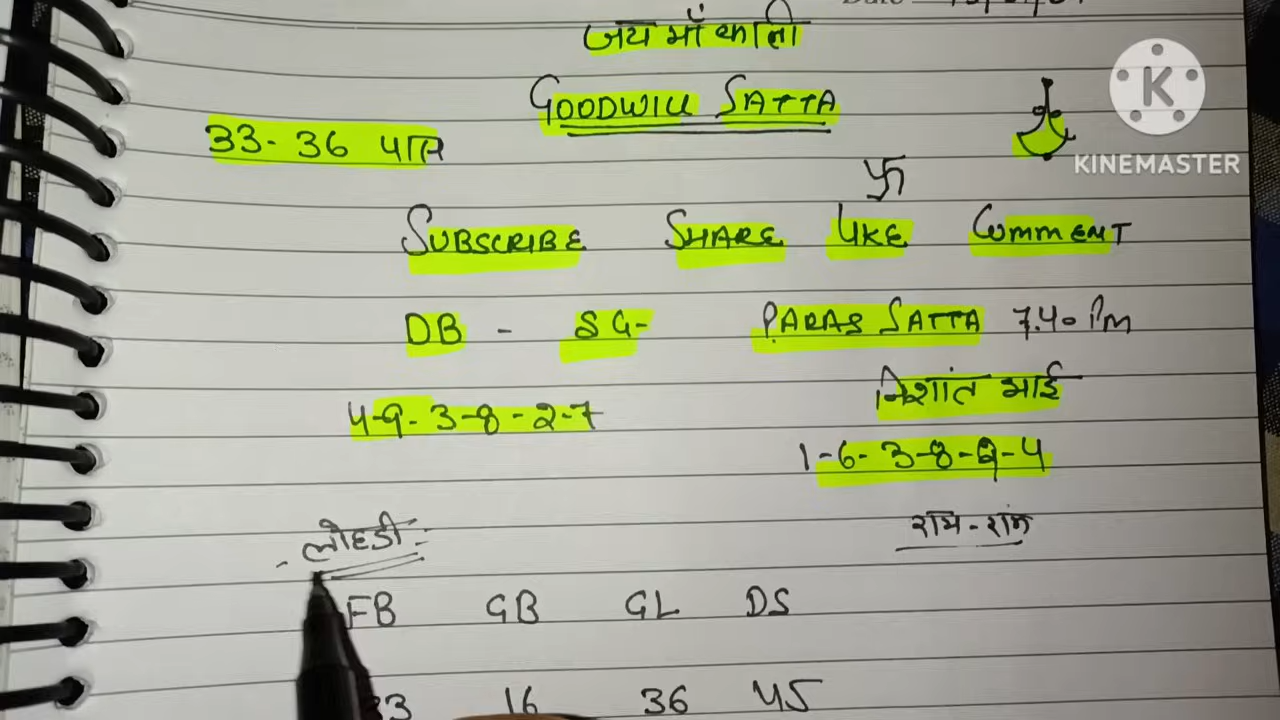 जय माँ काली
GOODWILL SATTA
33-36 पास
KINEMASTER
SUBSCRIBE SHARE LIKE COMMENT
DB - SG- PARAS SATTA 7.40 PM
निशांत भाई
4-9-3-8-2-7
1-6-3-8-9-4
लोहडी
राम-राम
FB GB GL DS
33 16 36 45